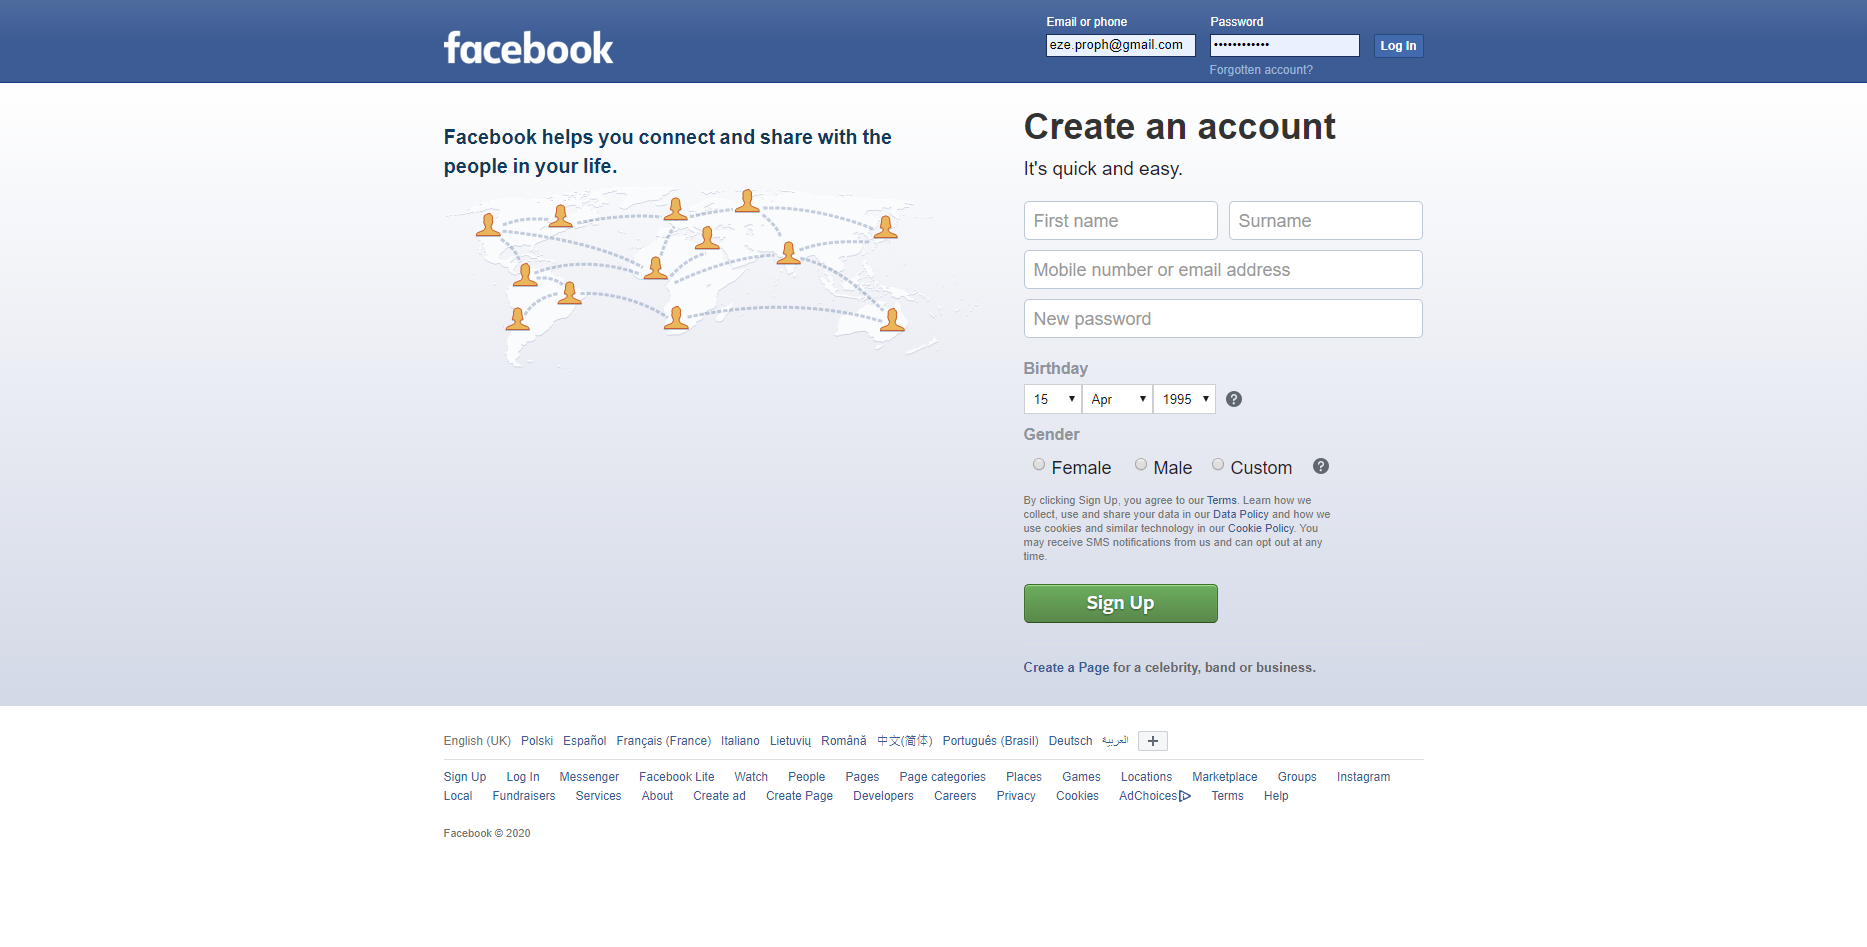 facebook
Email or phone
Password
eze.proph@gmail.com
••••••••••••
Log In
Forgotten account?
Facebook helps you connect and share with the
people in your life.
Create an account
It's quick and easy.
First name
Surname
Mobile number or email address
New password
Birthday
15
Apr
1995
?
Gender
Female
Male
Custom
?
By clicking Sign Up, you agree to our Terms. Learn how we
collect, use and share your data in our Data Policy and how we
use cookies and similar technology in our Cookie Policy. You
may receive SMS notifications from us and can opt out at any
time.
Sign Up
Create a Page for a celebrity, band or business.
English (UK) Polski Español Français (France) Italiano Lietuvių Română 中文(简体) Português (Brasil) Deutsch العربية +
Sign Up Log In Messenger Facebook Lite Watch People Pages Page categories Places Games Locations Marketplace Groups Instagram
Local Fundraisers Services About Create ad Create Page Developers Careers Privacy Cookies AdChoices Terms Help
Facebook © 2020